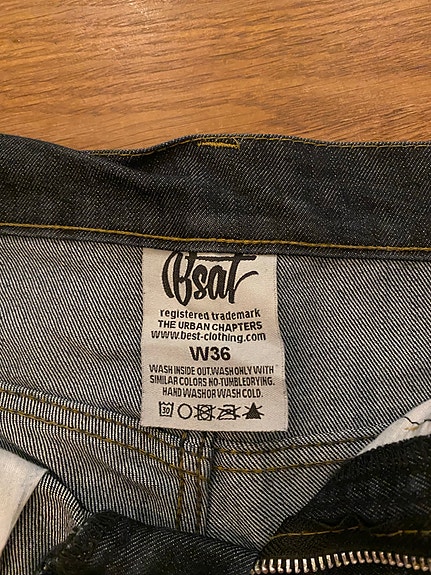 Bsat
registered trademark
THE URBAN CHAPTERS
www.best-clothing.com
W36
WASH INSIDE OUT.WASH ONLY WITH
SIMILAR COLORS NO-TUMBLEDRYING.
HAND WASH OR WASH COLD.
30